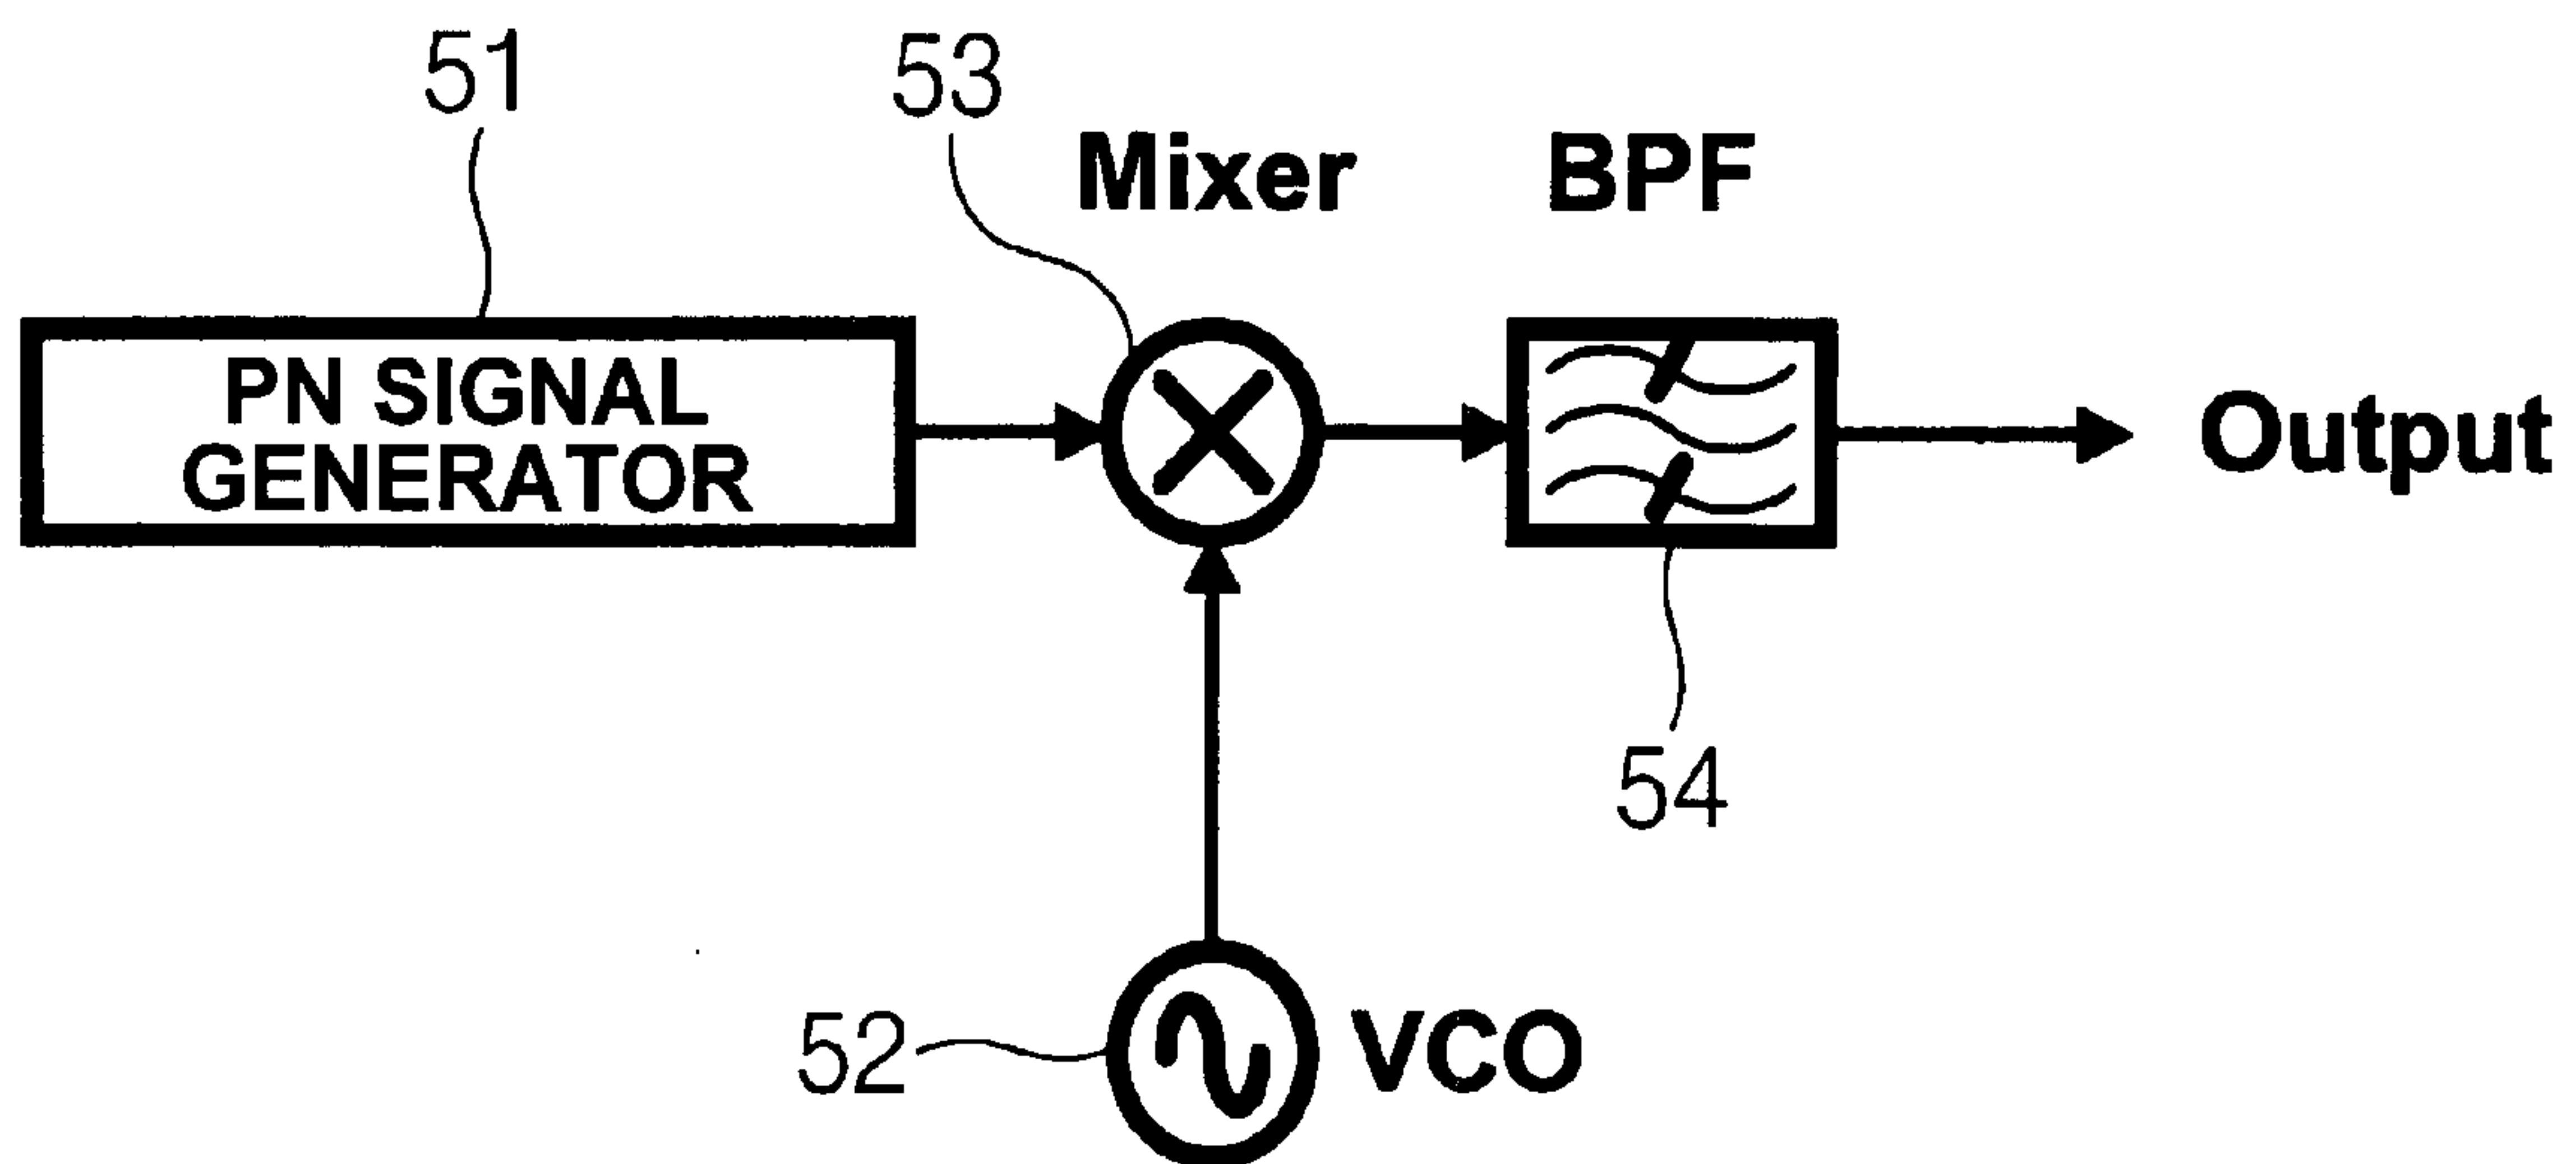 51
53
Mixer
BPF
PN SIGNAL
GENERATOR
Output
54
52
VCO